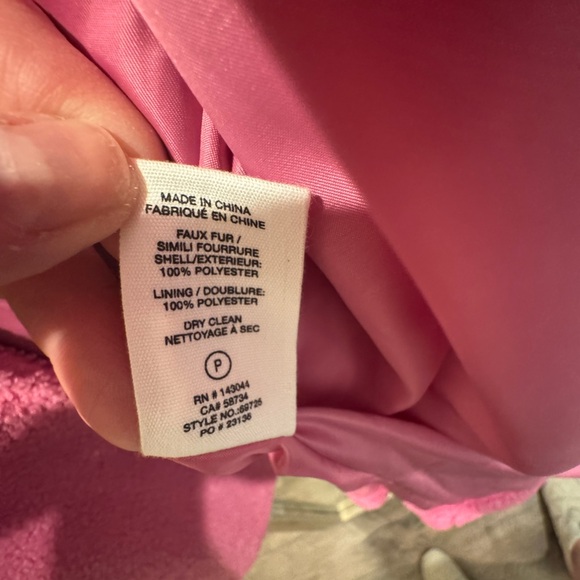 MADE IN CHINA
FABRIQUÉ EN CHINE
FAUX FUR /
SIMILI FOURRURE
SHELL/EXTERIEUR:
100% POLYESTER
LINING / DOUBLURE:
100% POLYESTER
DRY CLEAN
NETTOYAGE À SEC
P
RN # 143044
CA# 58734
STYLE NO.:69725
PO # 23136